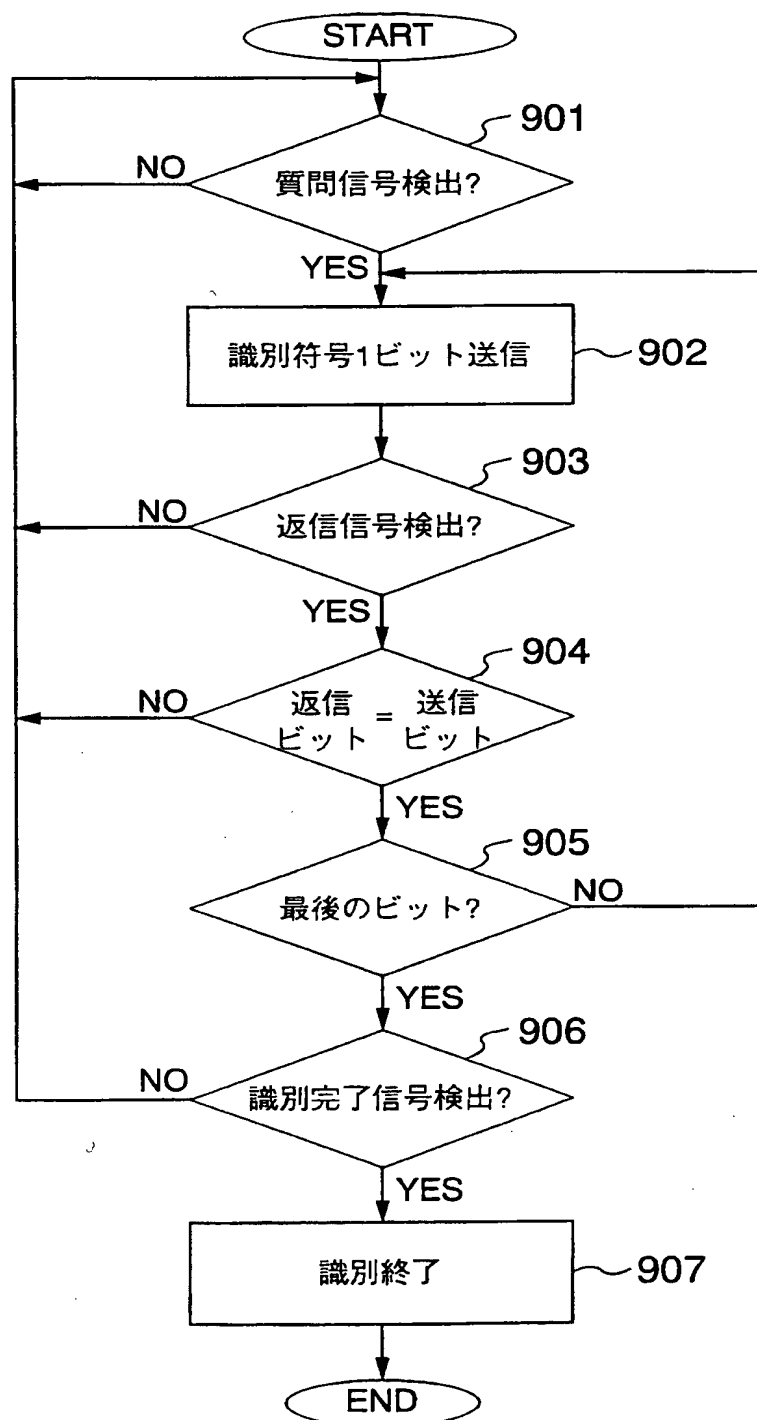 START
901
NO
質問信号検出?
YES
識別符号1ビット送信
902
903
NO
返信信号検出?
YES
904
NO
返信 送信
ビット = ビット
YES
905
最後のビット?
NO
YES
906
NO
識別完了信号検出?
YES
識別終了
907
END